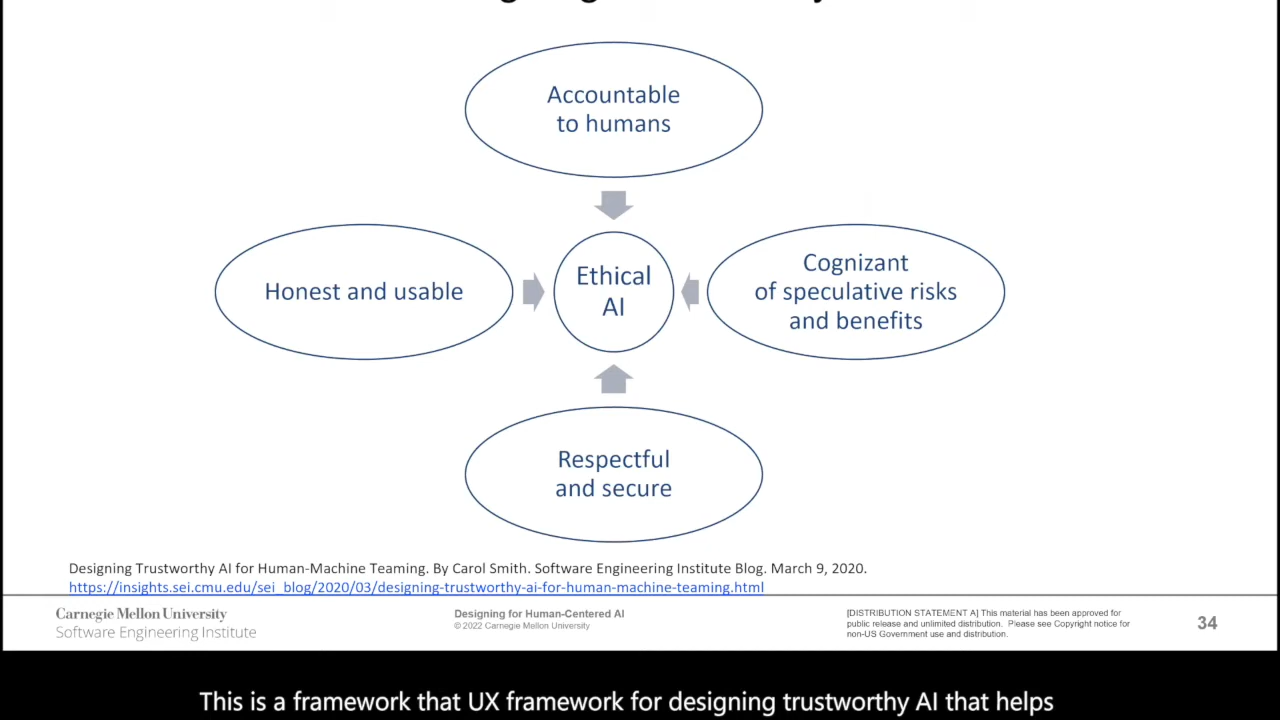 Accountable
to humans
Honest and usable
Ethical
AI
Cognizant
of speculative risks
and benefits
Respectful
and secure
Designing Trustworthy AI for Human-Machine Teaming. By Carol Smith. Software Engineering Institute Blog. March 9, 2020.
https://insights.sei.cmu.edu/sei_blog/2020/03/designing-trustworthy-ai-for-human-machine-teaming.html
Carnegie Mellon University
Software Engineering Institute
Designing for Human-Centered AI
© 2022 Carnegie Mellon University
[DISTRIBUTION STATEMENT A] This material has been approved for
public release and unlimited distribution. Please see Copyright notice for
non-US Government use and distribution.
34
This is a framework that UX framework for designing trustworthy AI that helps